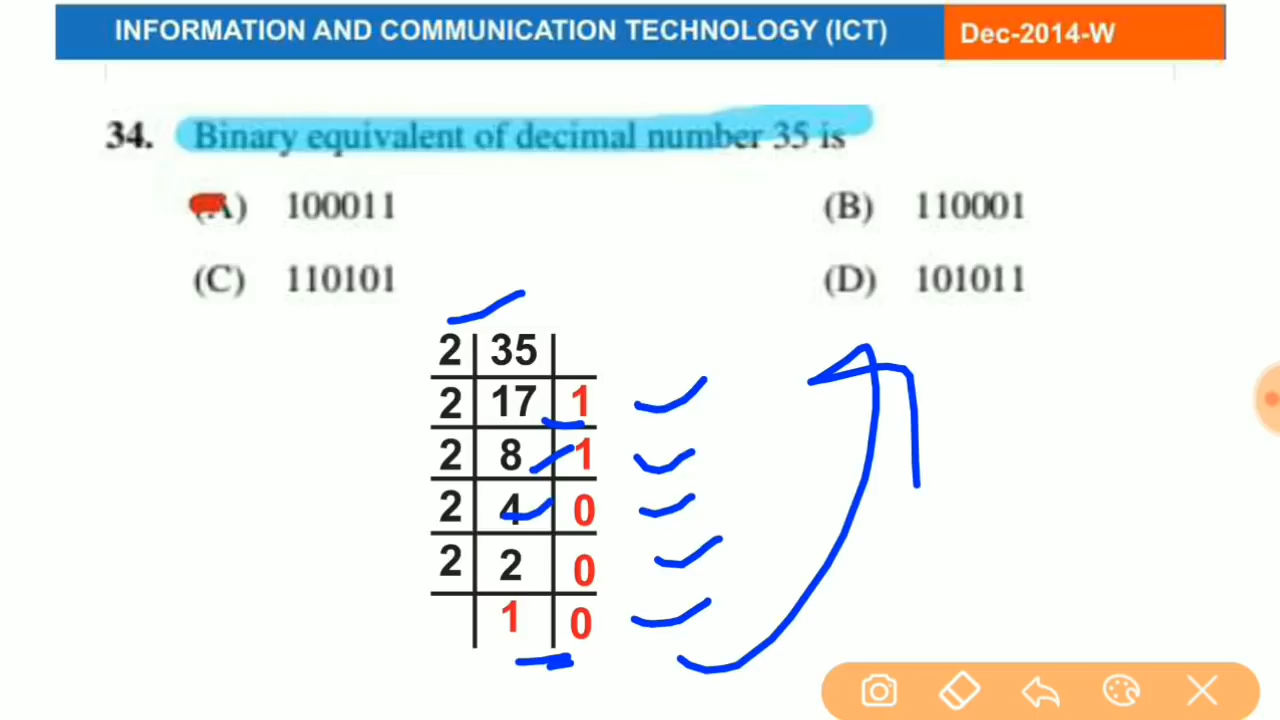 INFORMATION AND COMMUNICATION TECHNOLOGY (ICT) Dec-2014-W
34. Binary equivalent of decimal number 35 is
(A) 100011 (B) 110001
(C) 110101 (D) 101011
2 35
2 17 1
2 8 1
2 4 0
2 2 0
1 0